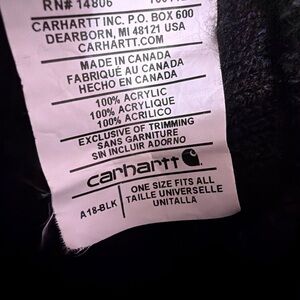 RN# 14806
CARHARTT INC. P.O. BOX 600
DEARBORN, MI 48121 USA
CARHARTT.COM
MADE IN CANADA
FABRIQUÉ AU CANADA
HECHO EN CANADA
100% ACRYLIC
100% ACRYLIQUE
100% ACRILICO
EXCLUSIVE OF TRIMMING
SANS GARNITURE
SIN INCLUIR ADORNO
carhartt
A18-BLK
ONE SIZE FITS ALL
TAILLE UNIVERSELLE
UNITALLA